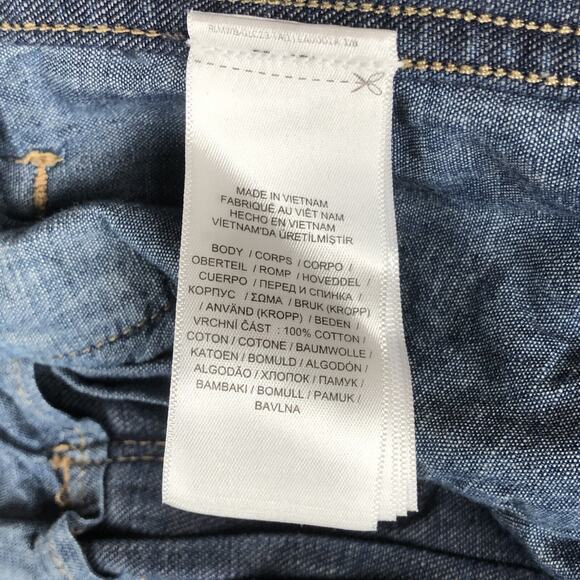 MADE IN VIETNAM
FABRIQUÉ AU VIÊT NAM
HECHO EN VIETNAM
VİETNAM'DA ÜRETİLMİŞTİR
BODY / CORPS / CORPO /
OBERTEIL / ROMP / HOVEDDEL /
CUERPO / ПЕРЕД И СПИНКА /
КОРПУС / ΣΩΜΑ / BRUK (KROPP)
/ ANVÄND (KROPP) / BEDEN /
VRCHNÍ ČÁST : 100% COTTON /
COTON / COTONE / BAUMWOLLE /
KATOEN / BOMULD / ALGODÓN /
ALGODÃO / ХЛОПОК / ПАМУК /
BAMBAKI / BOMULL / PAMUK /
BAVLNA